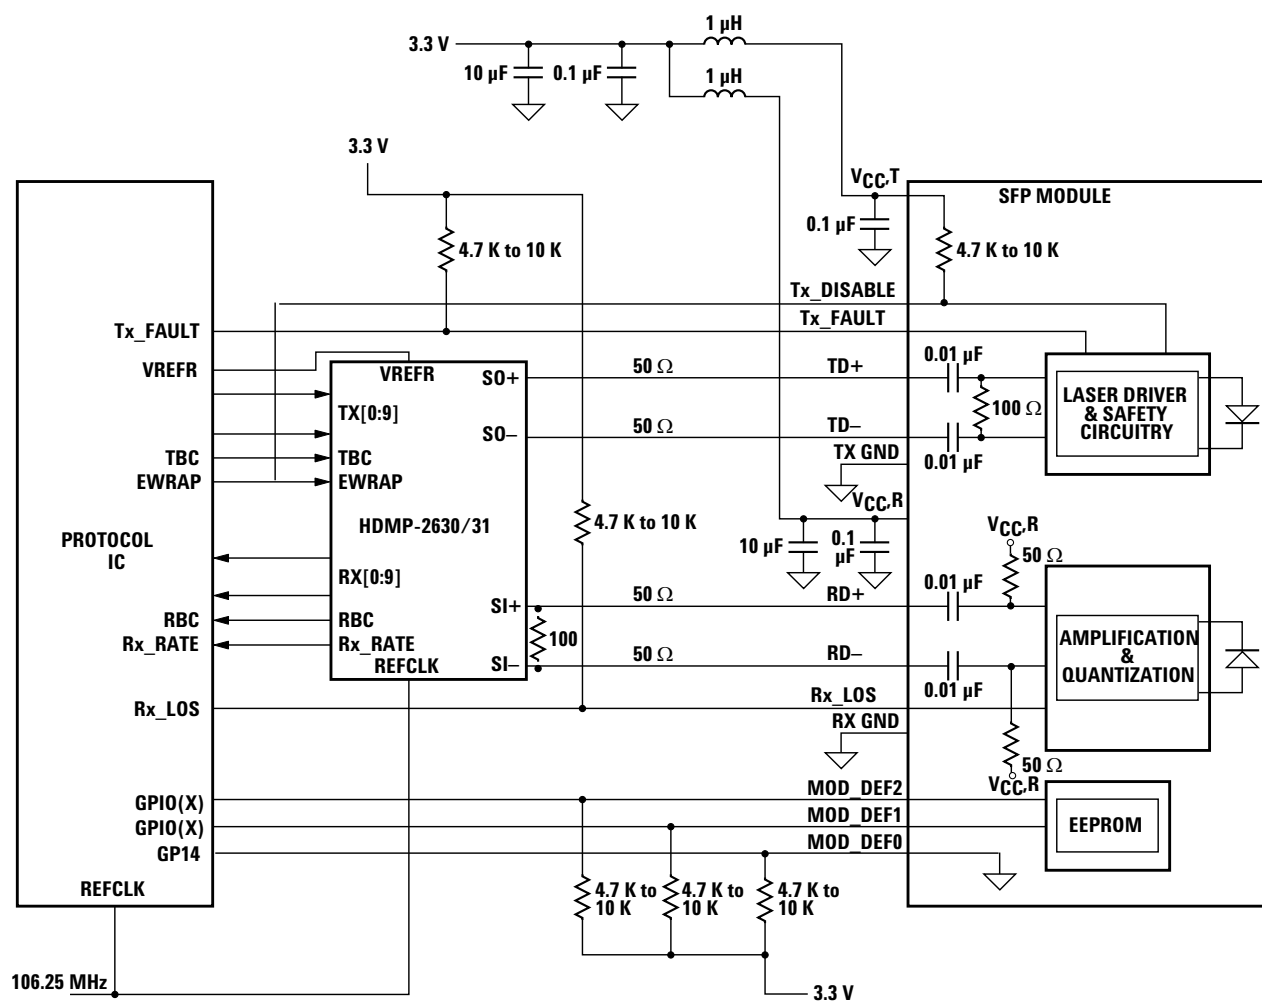 1 µH
3.3 V
10 µF
0.1 µF
1 µH
3.3 V
VCC,T
SFP MODULE
0.1 µF
4.7 K to 10 K
4.7 K to 10 K
Tx_DISABLE
Tx_FAULT
Tx_FAULT
VREFR
VREFR
SO+
50 Ω
TD+
0.01 µF
TX[0:9]
100 Ω
LASER DRIVER
& SAFETY
CIRCUITRY
SO–
50 Ω
TD–
0.01 µF
TBC
TBC
TX GND
EWRAP
EWRAP
HDMP-2630/31
4.7 K to 10 K
VCC,R
PROTOCOL
IC
10 µF
0.1
µF
VCC,R
50 Ω
RX[0:9]
SI+
50 Ω
RD+
0.01 µF
RBC
RBC
100
AMPLIFICATION
&
QUANTIZATION
Rx_RATE
Rx_RATE
REFCLK
SI–
50 Ω
RD–
0.01 µF
Rx_LOS
Rx_LOS
RX GND
50 Ω
VCC,R
GPIO(X)
MOD_DEF2
GPIO(X)
MOD_DEF1
EEPROM
GP14
MOD_DEF0
REFCLK
4.7 K to
10 K
4.7 K to
10 K
4.7 K to
10 K
106.25 MHz
3.3 V